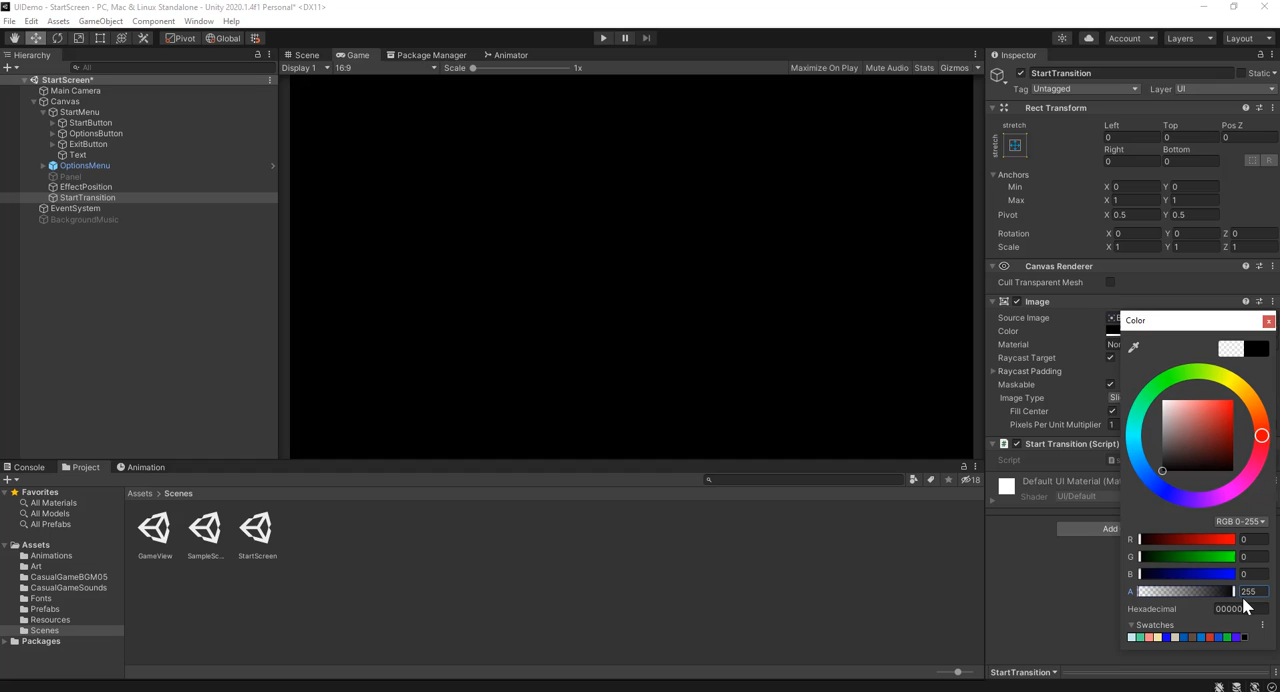 UIDemo - StartScreen - PC, Mac & Linux Standalone - Unity 2020.1.4f1 Personal* <DX11>
File Edit Assets GameObject Component Window Help
Pivot Global Account Layers Layout
Hierarchy
All
StartScreen*
Main Camera
Canvas
StartMenu
StartButton
OptionsButton
ExitButton
Text
OptionsMenu
Panel
EffectPosition
StartTransition
EventSystem
BackgroundMusic
Scene Game Package Manager Animator
Display 1 16:9 Scale 1x Maximize On Play Mute Audio Stats Gizmos
Inspector
StartTransition Static
Tag Untagged Layer UI
Rect Transform
stretch Left Top Pos Z
stretch 0 0 0
Right Bottom
0 0 R
Anchors
Min X 0 Y 0
Max X 1 Y 1
Pivot X 0.5 Y 0.5
Rotation X 0 Y 0 Z 0
Scale X 1 Y 1 Z 1
Canvas Renderer
Cull Transparent Mesh
Image
Source Image
Color
Material
Raycast Target
Raycast Padding
Maskable
Image Type
Fill Center
Pixels Per Unit Multiplier 1
Start Transition (Script)
Script
Default UI Material (Ma
Shader UI/Default
Add
Color x
RGB 0-255
R 0
G 0
B 0
A 255
Hexadecimal 00000
Swatches
StartTransition
Console Project Animation
18
Favorites
All Materials
All Models
All Prefabs
Assets
Animations
Art
CasualGameBGM05
CasualGameSounds
Fonts
Prefabs
Resources
Scenes
Packages
Assets > Scenes
GameView SampleSc... StartScreen